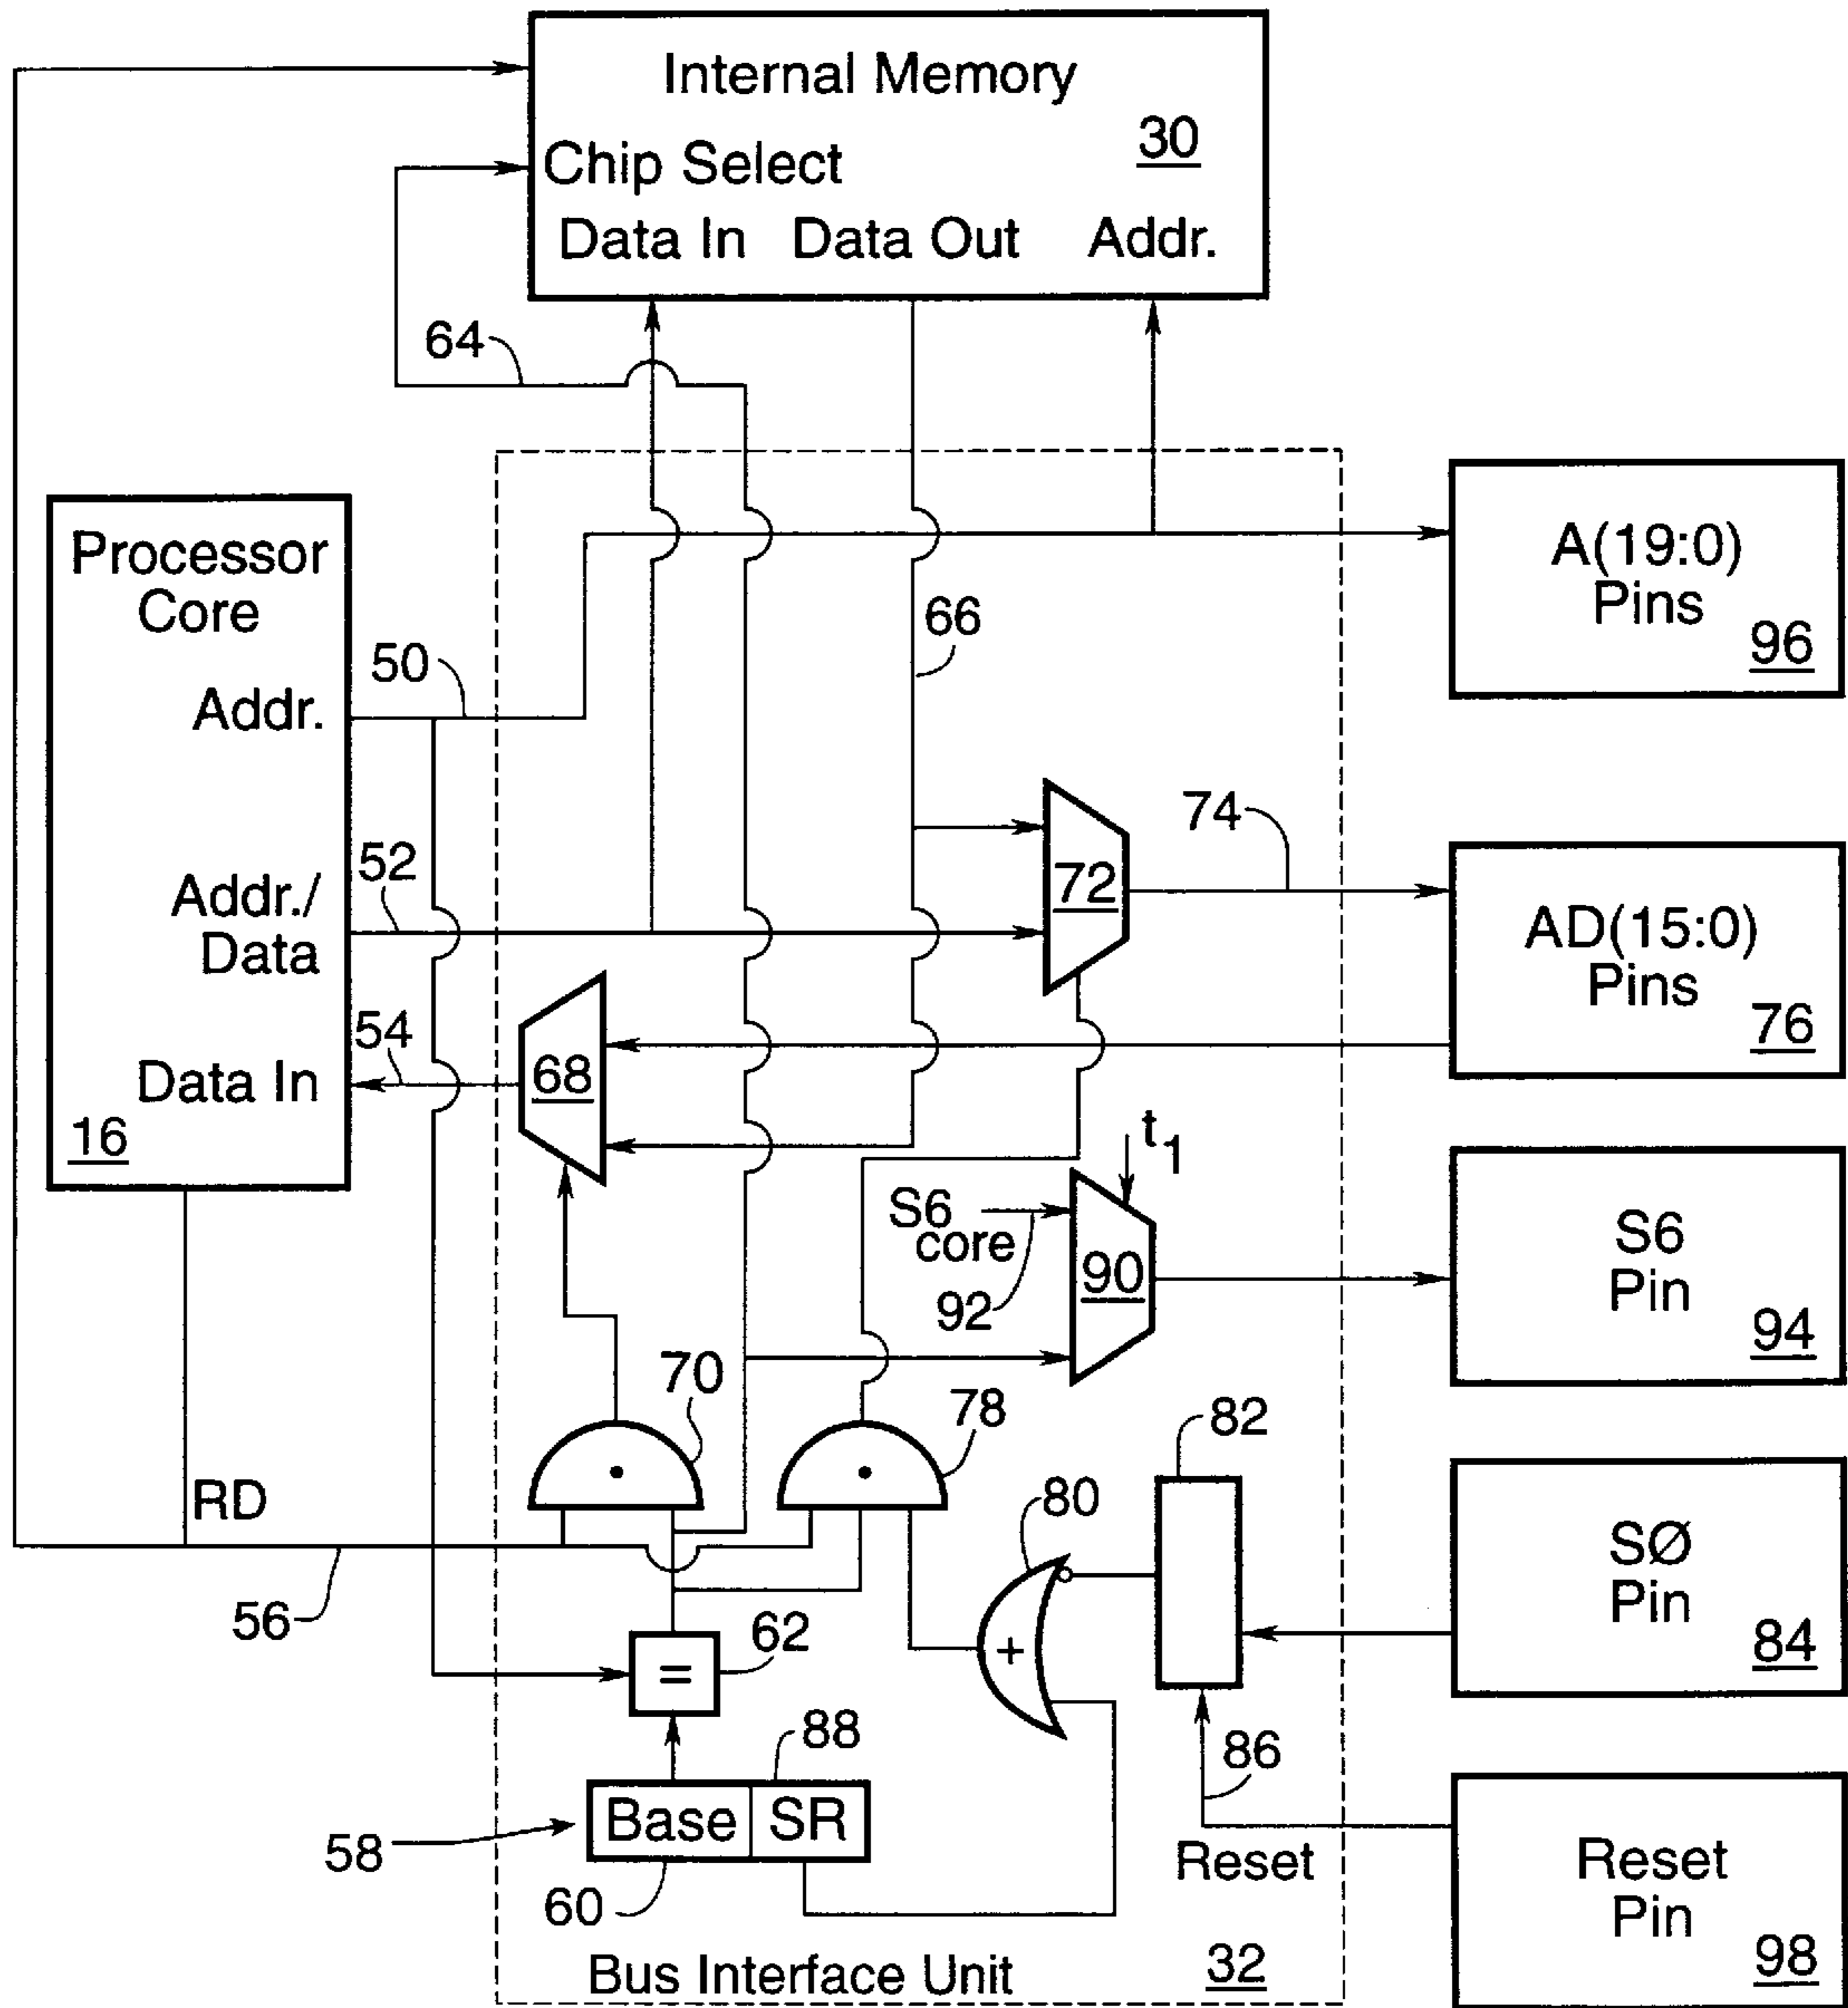 Internal Memory
30
Chip Select
Data In Data Out Addr.
64
Processor
Core
A(19:0)
Pins
96
66
50
Addr.
74
52
72
Addr./
Data
AD(15:0)
Pins
76
54
68
Data In
16
t1
S6
core
90
92
S6
Pin
94
70
78
82
RD
80
SØ
Pin
84
56
62
=
+
88
86
58
Base SR
60
Reset
Reset
Pin
98
Bus Interface Unit
32